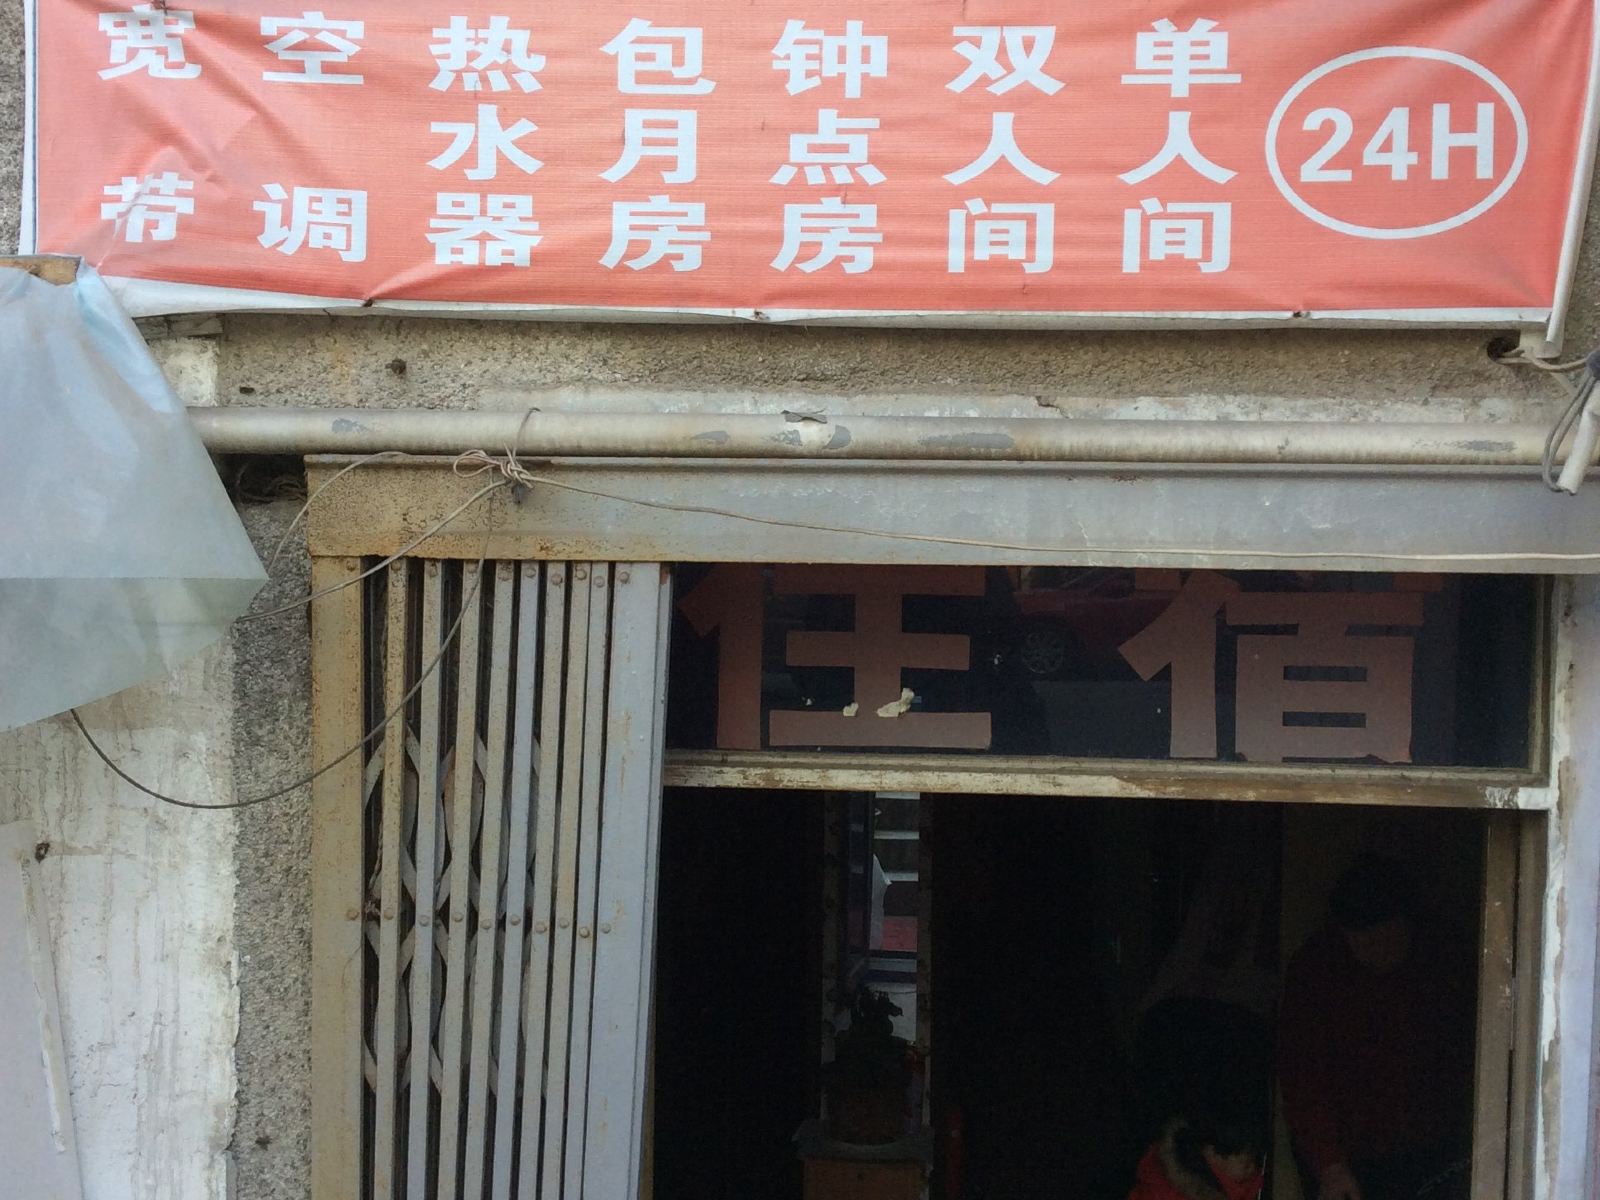 宽带
空调
热水器
包月房
钟点房
双人间
单人间
24H
住宿